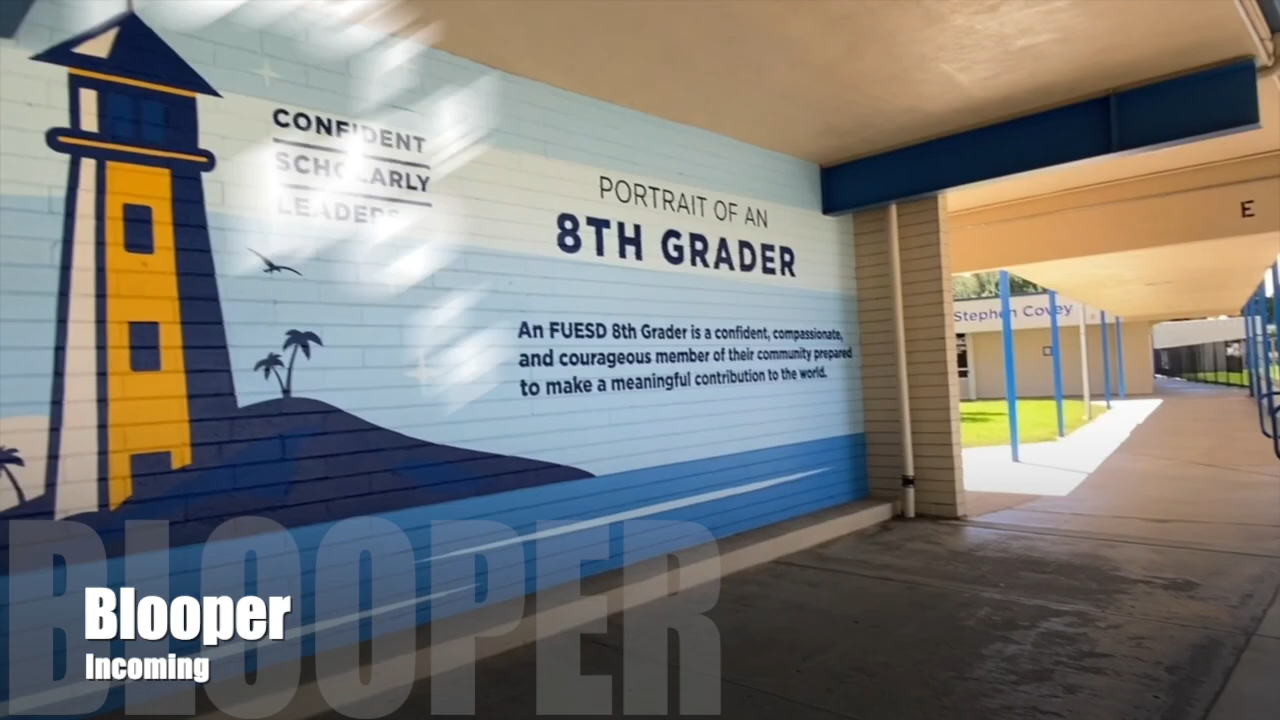 CONFIDENT
SCHOLARLY
LEADERS
PORTRAIT OF AN
8TH GRADER
An FUESD 8th Grader is a confident, compassionate,
and courageous member of their community prepared
to make a meaningful contribution to the world.
E
Stephen Covey
BLOOPER
Blooper
Incoming